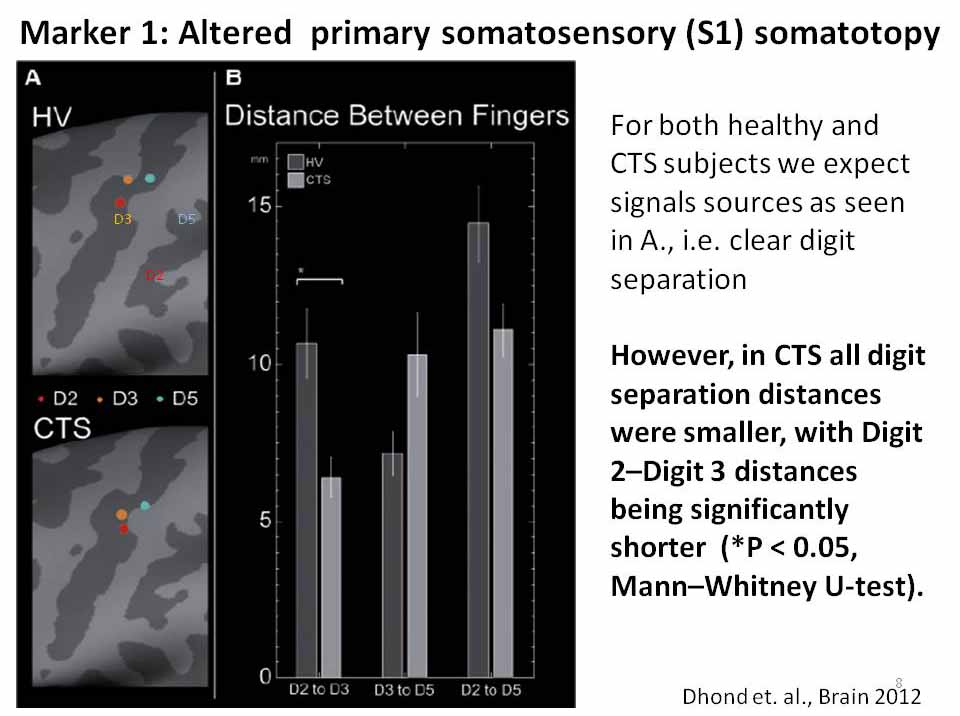 Marker 1: Altered  primary somatosensory (S1) somatotopy
A
HV
D3
D5
D2
D2
D3
D5
CTS
B
Distance Between Fingers
mm
HV
CTS
15
*
10
5
0
D2 to D3
D3 to D5
D2 to D5
For both healthy and
CTS subjects we expect
signals sources as seen
in A., i.e. clear digit
separation
However, in CTS all digit
separation distances
were smaller, with Digit
2–Digit 3 distances
being significantly
shorter  (*P < 0.05,
Mann–Whitney U-test).
8
Dhond et. al., Brain 2012